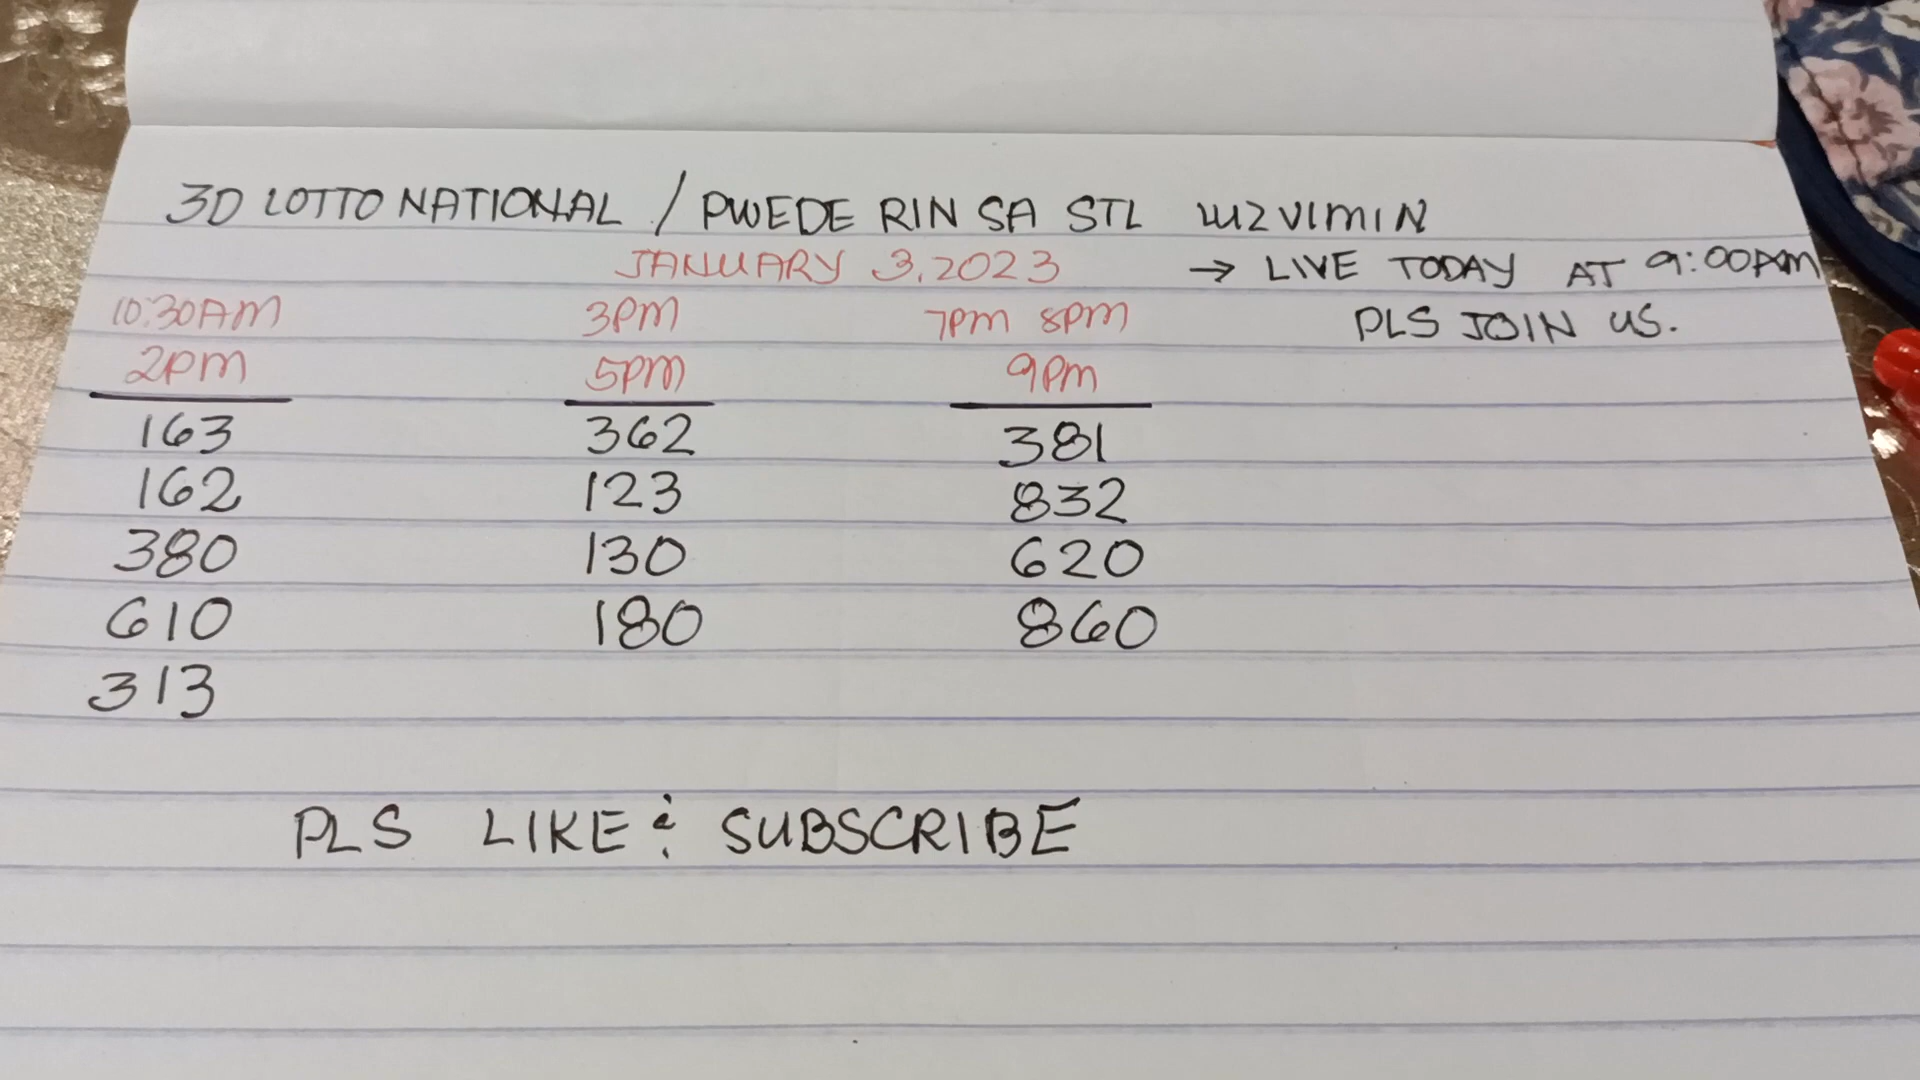 3D LOTTO NATIONAL / PWEDE RIN SA STL LUZVIMIN
JANUARY 3, 2023 → LIVE TODAY AT 9:00AM
10:30AM 3PM 7PM 8PM PLS JOIN US.
2PM 5PM 9PM
163 362 381
162 123 832
380 130 620
610 180 860
313
PLS LIKE & SUBSCRIBE